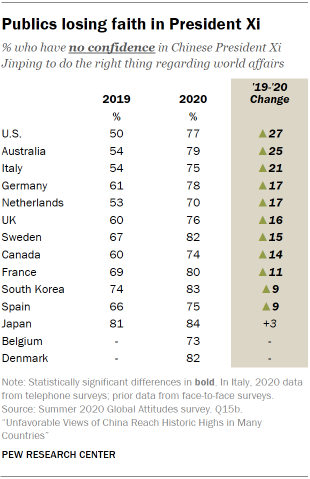 Publics losing faith in President Xi
% who have no confidence in Chinese President Xi
Jinping to do the right thing regarding world affairs
'19-'20
2019 2020 Change
% %
U.S. 50 77 ▲27
Australia 54 79 ▲25
Italy 54 75 ▲21
Germany 61 78 ▲17
Netherlands 53 70 ▲17
UK 60 76 ▲16
Sweden 67 82 ▲15
Canada 60 74 ▲14
France 69 80 ▲11
South Korea 74 83 ▲9
Spain 66 75 ▲9
Japan 81 84 +3
Belgium - 73 -
Denmark - 82 -
Note: Statistically significant differences in bold. In Italy, 2020 data
from telephone surveys; prior data from face-to-face surveys.
Source: Summer 2020 Global Attitudes survey. Q15b.
"Unfavorable Views of China Reach Historic Highs in Many
Countries"
PEW RESEARCH CENTER